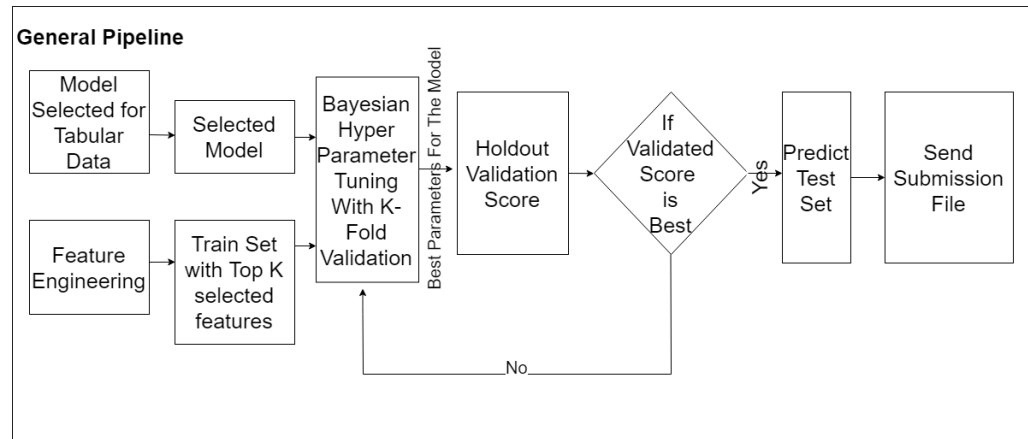 General Pipeline
Model
Selected for
Tabular
Data
Selected
Model
Feature
Engineering
Train Set
with Top K
selected
features
Bayesian
Hyper
Parameter
Tuning
With K-
Fold
Validation
Best Parameters For The Model
Holdout
Validation
Score
If
Validated
Score
is
Best
Yes
No
Predict
Test
Set
Send
Submission
File